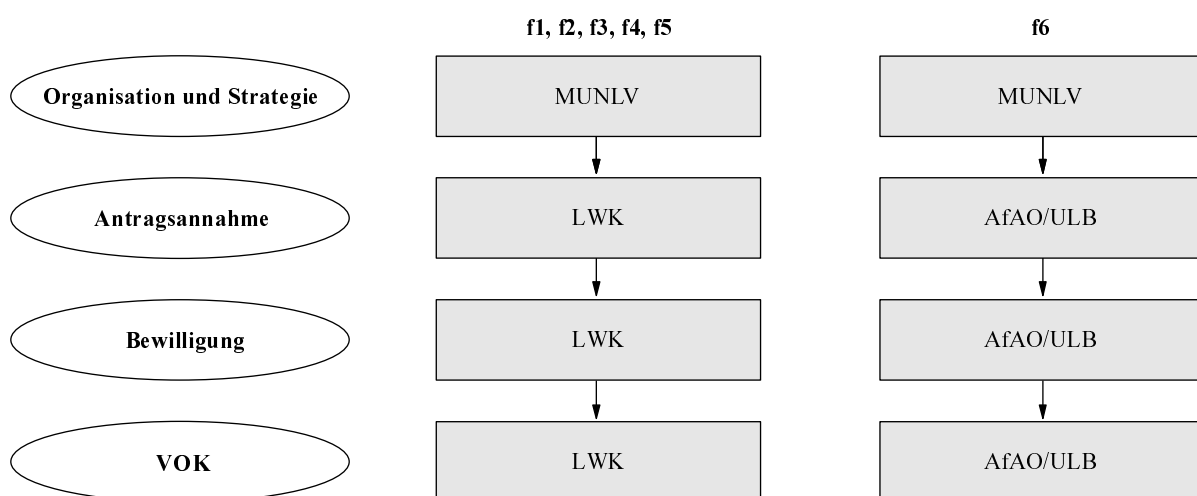 f1, f2, f3, f4, f5
f6
Organisation und Strategie
MUNLV
MUNLV
Antragsannahme
LWK
AfAO/ULB
Bewilligung
LWK
AfAO/ULB
VOK
LWK
AfAO/ULB